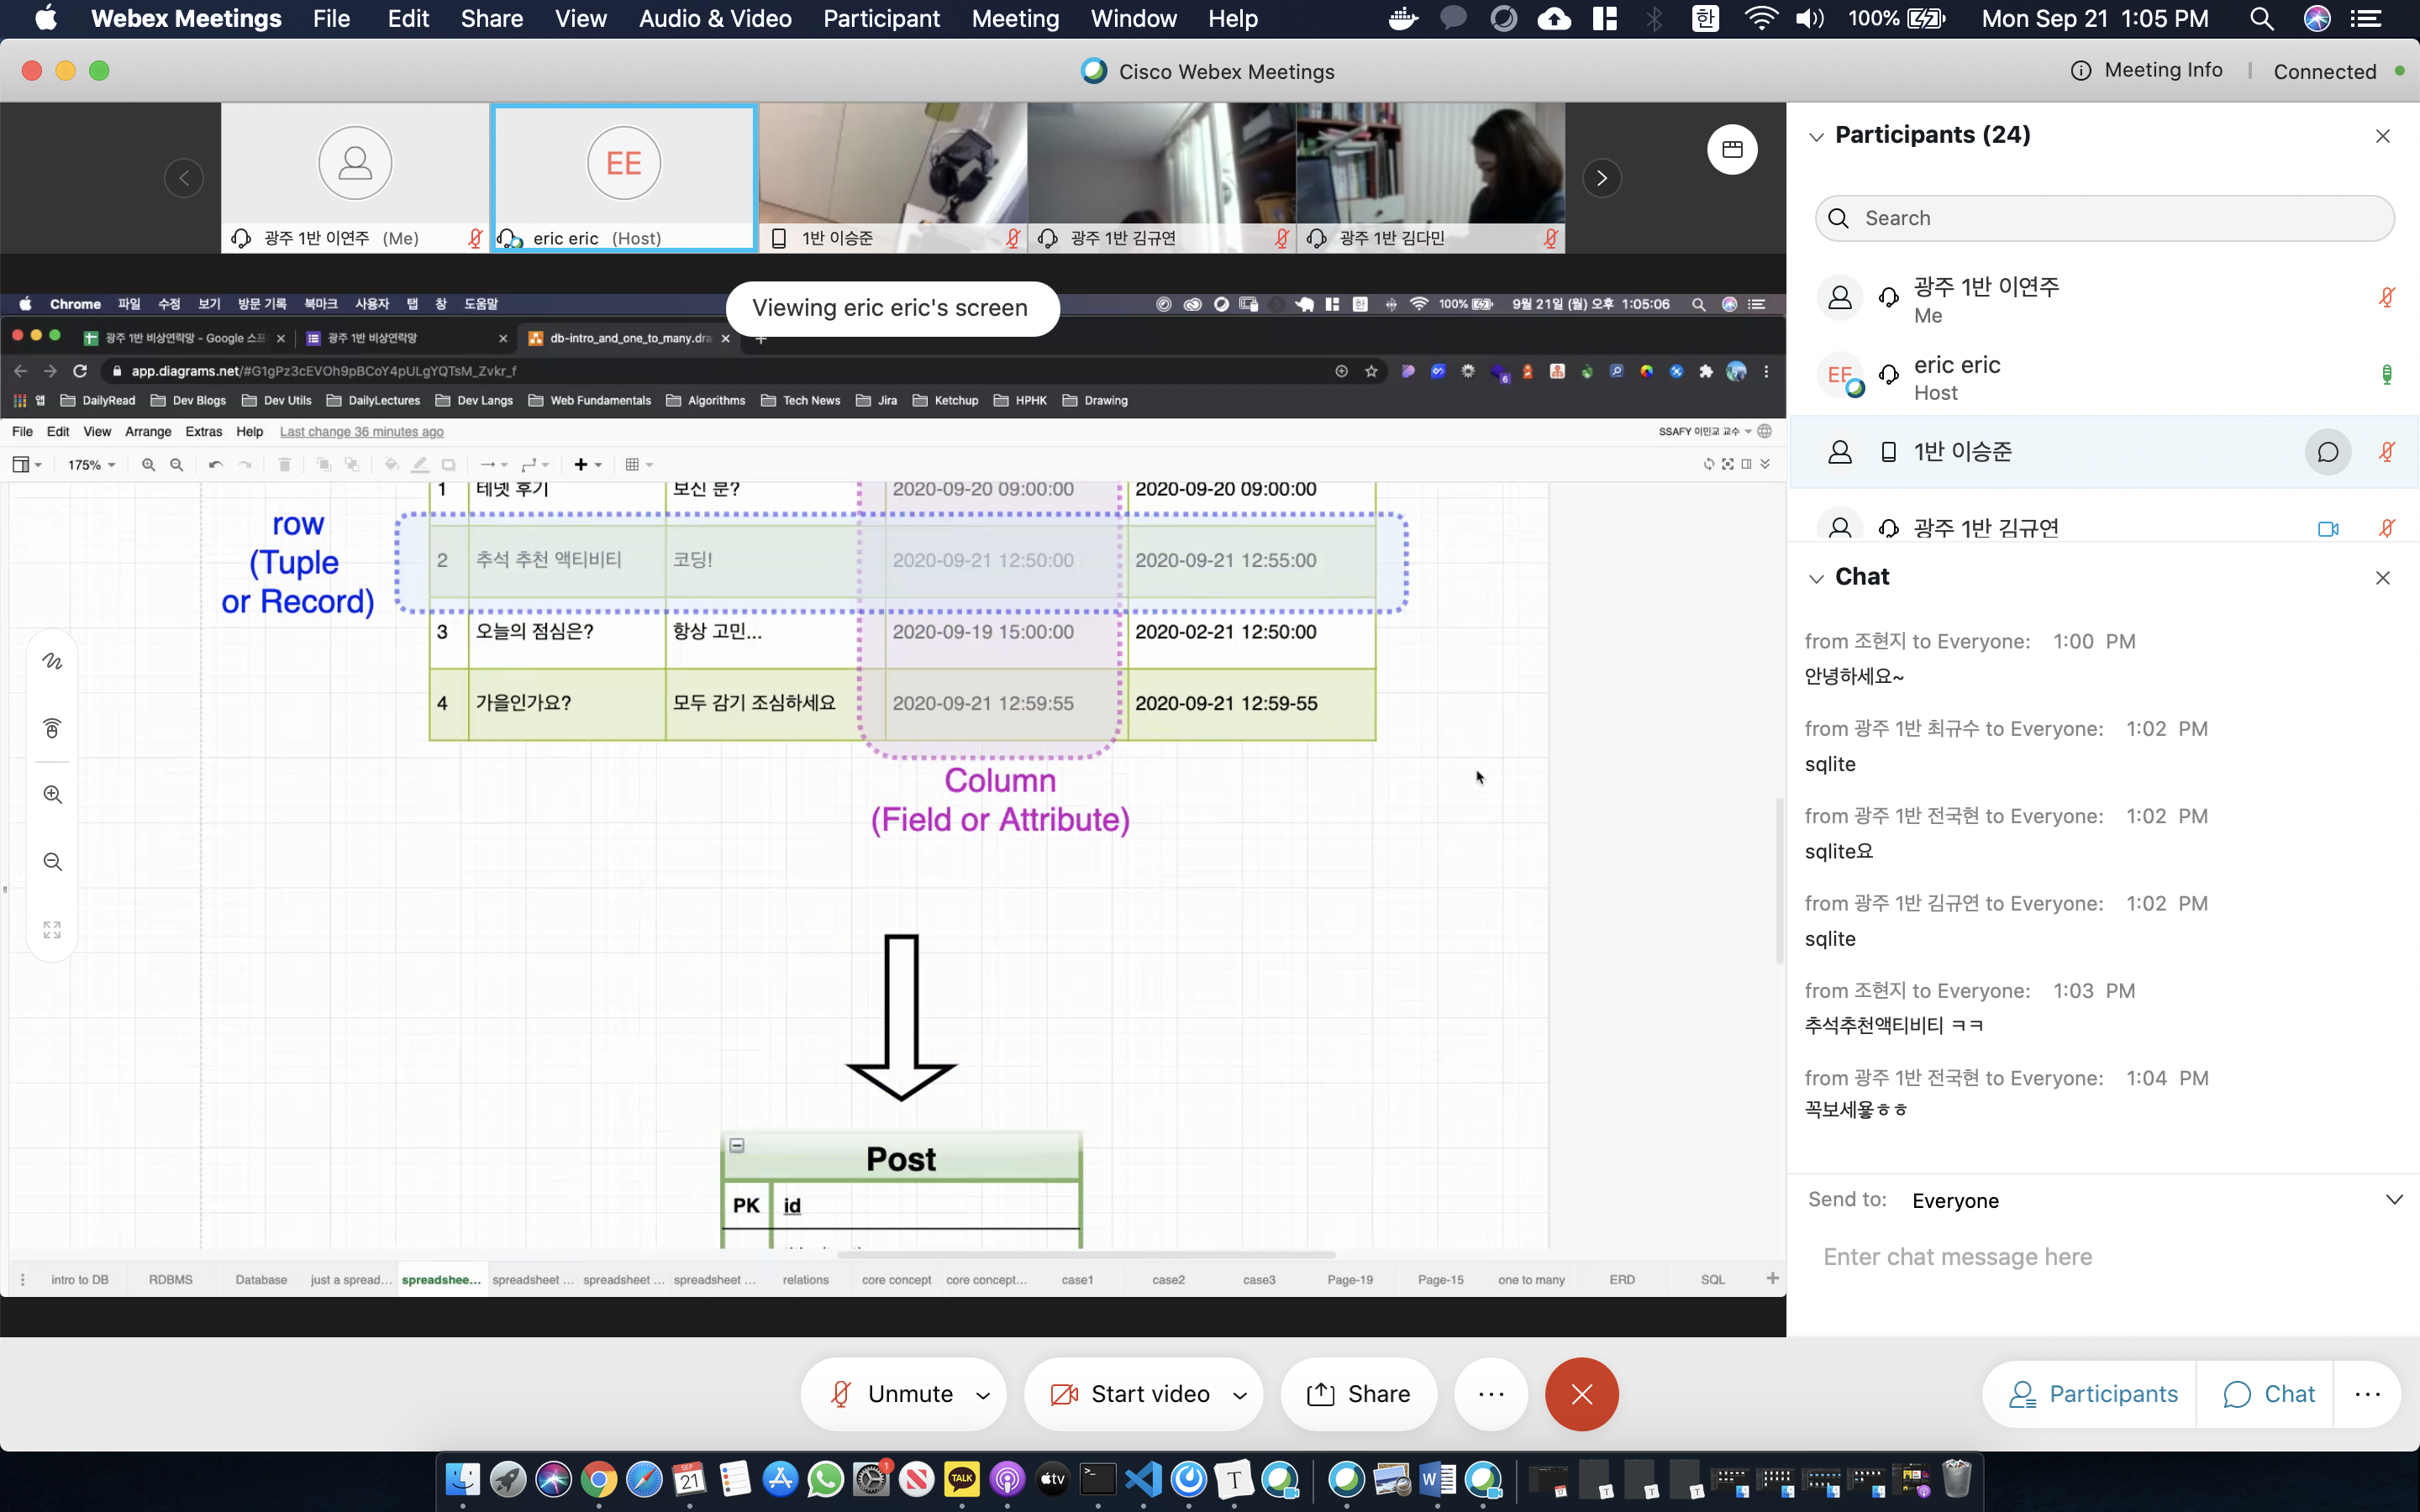 Webex Meetings File Edit Share View Audio & Video Participant Meeting Window Help 한 100% Mon Sep 21 1:05 PM
Cisco Webex Meetings
Meeting Info | Connected
EE
광주 1반 이연주 (Me)
eric eric (Host)
1반 이승준
광주 1반 김규연
광주 1반 김다민
Viewing eric eric's screen
Chrome 파일 수정 보기 방문 기록 북마크 사용자 탭 창 도움말 한 100% 9월 21일 (월) 오후 1:05:06
광주 1반 비상연락망 - Google 스프
광주 1반 비상연락망
db-intro_and_one_to_many.dra
app.diagrams.net/#G1gPz3cEVOh9pBCoY4pULgYQTsM_Zvkr_f
6
앱 DailyRead Dev Blogs Dev Utils DailyLectures Dev Langs Web Fundamentals Algorithms Tech News Jira Ketchup HPHK Drawing
File Edit View Arrange Extras Help Last change 36 minutes ago
SSAFY 이민교 교수
175%
1 테넷 후기 보신 분? 2020-09-20 09:00:00 2020-09-20 09:00:00
row
(Tuple
or Record)
2 추석 추천 액티비티 코딩! 2020-09-21 12:50:00 2020-09-21 12:55:00
3 오늘의 점심은? 항상 고민... 2020-09-19 15:00:00 2020-02-21 12:50:00
4 가을인가요? 모두 감기 조심하세요 2020-09-21 12:59:55 2020-09-21 12:59-55
Column
(Field or Attribute)
Post
PK id
intro to DB RDBMS Database just a spread... spreadshee... spreadsheet ... spreadsheet ... spreadsheet ... relations core concept core concept... case1 case2 case3 Page-19 Page-15 one to many ERD SQL
Participants (24)
Search
광주 1반 이연주
Me
EE eric eric
Host
1반 이승준
광주 1반 김규연
Chat
from 조현지 to Everyone: 1:00 PM
안녕하세요~
from 광주 1반 최규수 to Everyone: 1:02 PM
sqlite
from 광주 1반 전국현 to Everyone: 1:02 PM
sqlite요
from 광주 1반 김규연 to Everyone: 1:02 PM
sqlite
from 조현지 to Everyone: 1:03 PM
추석추천액티비티 ㅋㅋ
from 광주 1반 전국현 to Everyone: 1:04 PM
꼭보세욯ㅎㅎ
Send to: Everyone
Enter chat message here
Unmute Start video Share
Participants Chat
SEP 21 1 TALK tv T